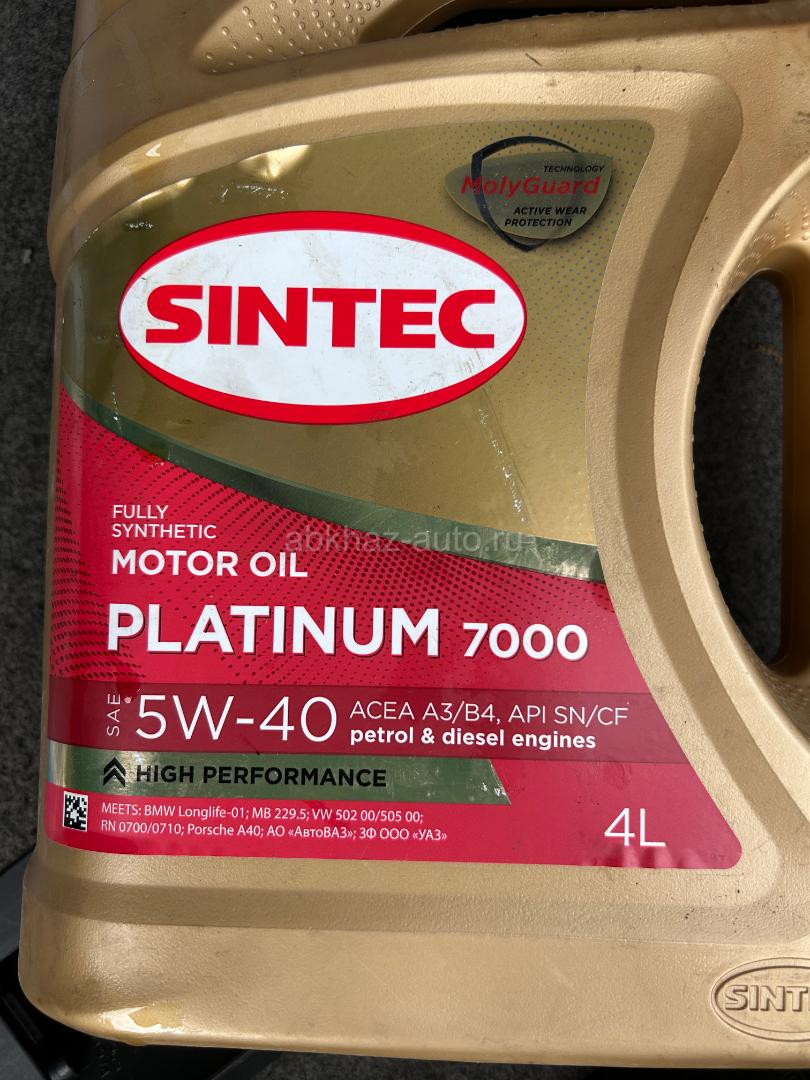 TECHNOLOGY
MolyGuard
ACTIVE WEAR
PROTECTION
SINTEC
FULLY
SYNTHETIC
MOTOR OIL
abkhaz-auto.ru
PLATINUM 7000
SAE 5W-40 ACEA A3/B4, API SN/CF
petrol & diesel engines
HIGH PERFORMANCE
MEETS: BMW Longlife-01; MB 229.5; VW 502 00/505 00;
RN 0700/0710; Porsche A40; АО «АвтоВАЗ»; ЗФ ООО «УАЗ»
4L
SINT